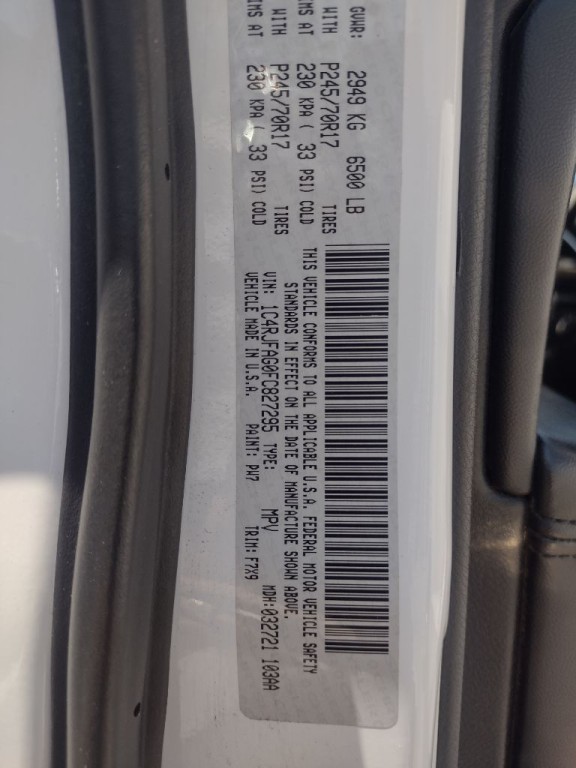 GVWR: 2949 KG 6500 LB
WITH P245/70R17 TIRES
IMS AT 230 KPA ( 33 PSI) COLD
WITH P245/70R17 TIRES
IMS AT 230 KPA ( 33 PSI) COLD
THIS VEHICLE CONFORMS TO ALL APPLICABLE U.S.A. FEDERAL MOTOR VEHICLE SAFETY
STANDARDS IN EFFECT ON THE DATE OF MANUFACTURE SHOWN ABOVE.
VIN: 1C4RJFAG0FC827295 TYPE: MPV MDH:032721 103AA
VEHICLE MADE IN U.S.A. PAINT: PW7 TRIM: F7X9